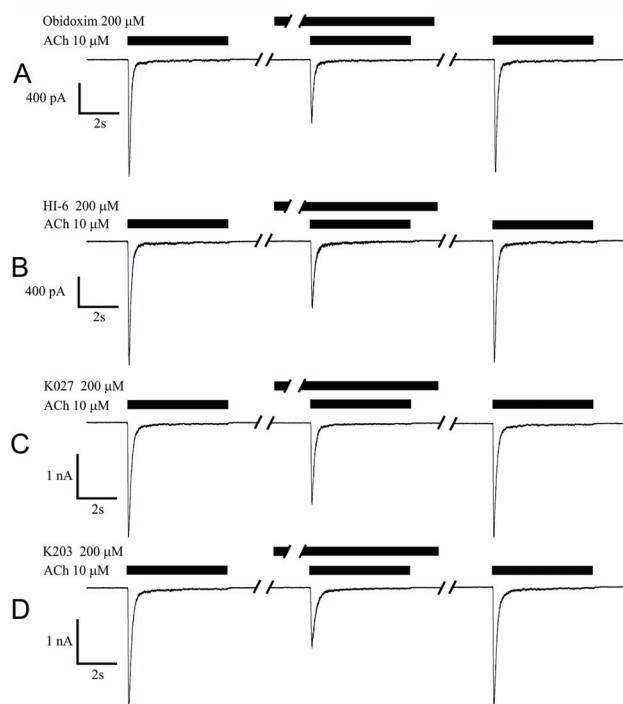 Obidoxim 200 μM
ACh 10 μM
A
400 pA
2s
HI-6 200 μM
ACh 10 μM
B
400 pA
2s
K027 200 μM
ACh 10 μM
C
1 nA
2s
K203 200 μM
ACh 10 μM
D
1 nA
2s